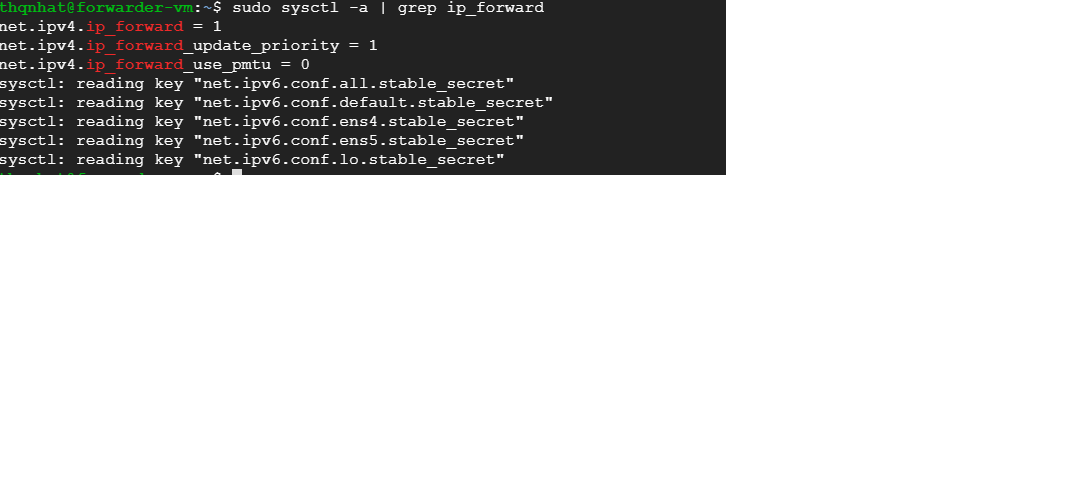 thqnhat@forwarder-vm:~$ sudo sysctl -a | grep ip_forward
net.ipv4.ip_forward = 1
net.ipv4.ip_forward_update_priority = 1
net.ipv4.ip_forward_use_pmtu = 0
sysctl: reading key "net.ipv6.conf.all.stable_secret"
sysctl: reading key "net.ipv6.conf.default.stable_secret"
sysctl: reading key "net.ipv6.conf.ens4.stable_secret"
sysctl: reading key "net.ipv6.conf.ens5.stable_secret"
sysctl: reading key "net.ipv6.conf.lo.stable_secret"